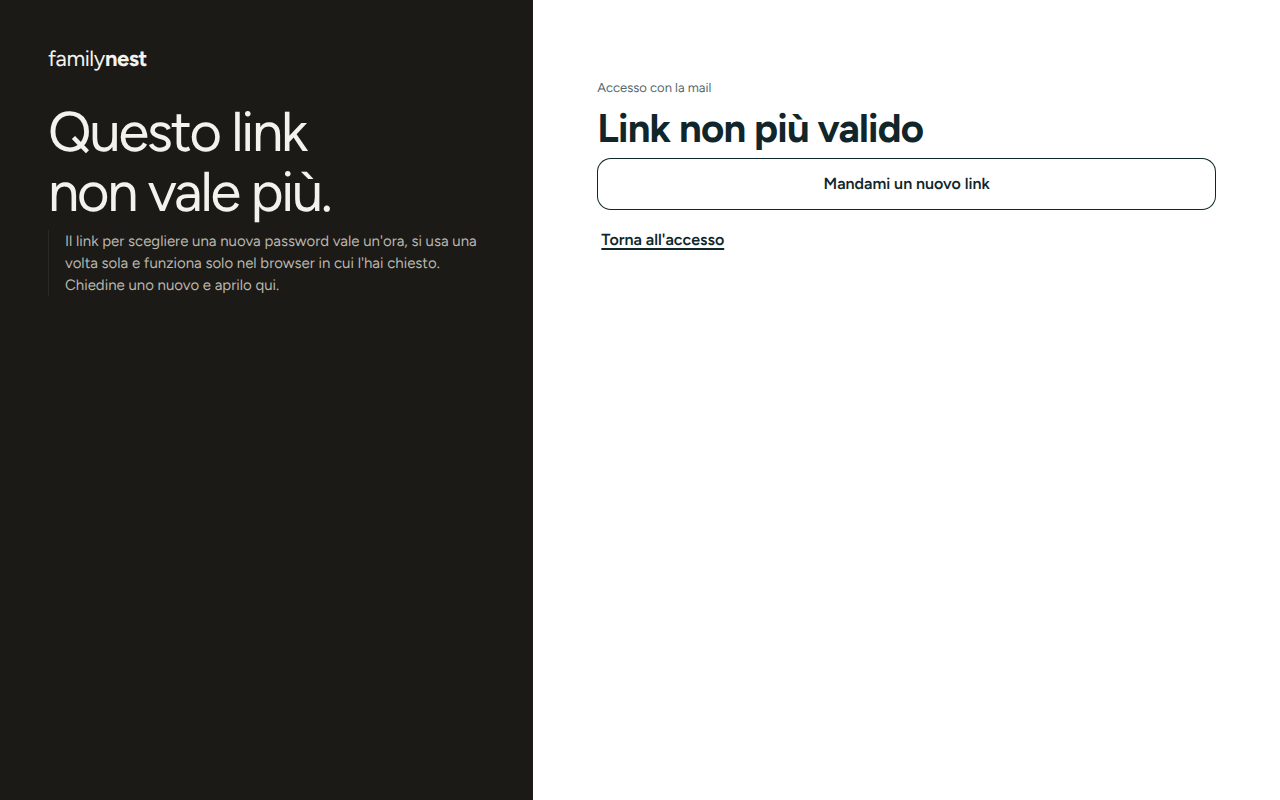 familynest
Questo link
non vale più.
Il link per scegliere una nuova password vale un'ora, si usa una
volta sola e funziona solo nel browser in cui l'hai chiesto.
Chiedine uno nuovo e aprilo qui.
Accesso con la mail
Link non più valido
Mandami un nuovo link
Torna all'accesso